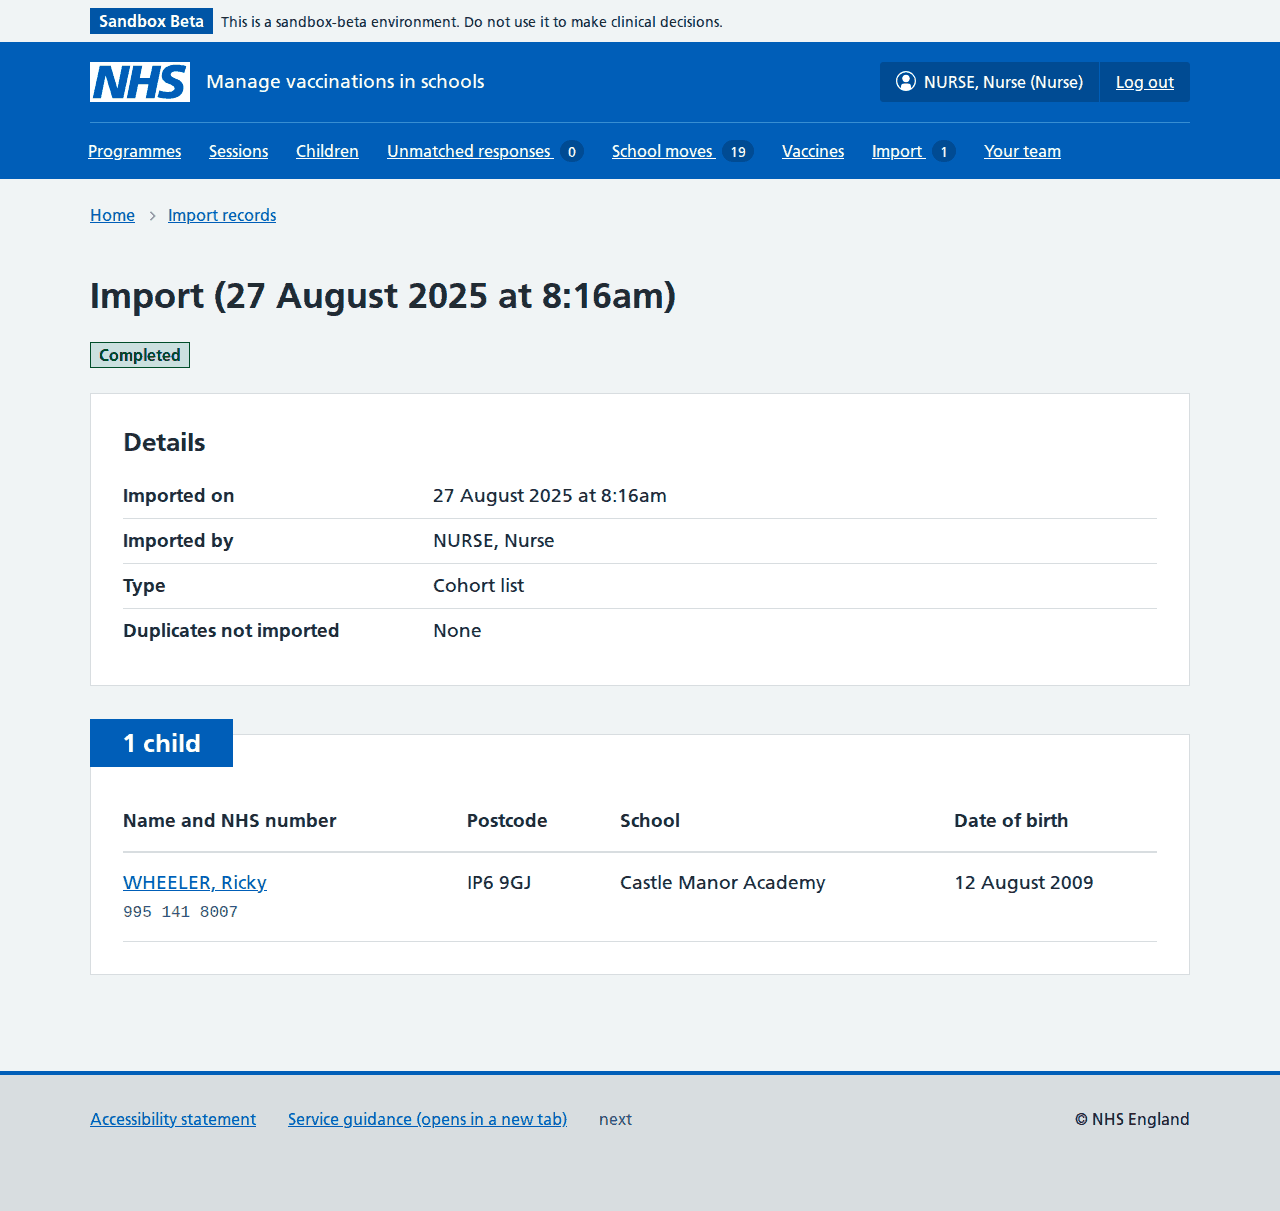 Sandbox Beta This is a sandbox-beta environment. Do not use it to make clinical decisions.
NHS Manage vaccinations in schools NURSE, Nurse (Nurse) Log out
Programmes Sessions Children Unmatched responses 0 School moves 19 Vaccines Import 1 Your team
Home Import records
Import (27 August 2025 at 8:16am)
Completed
Details
Imported on 27 August 2025 at 8:16am
Imported by NURSE, Nurse
Type Cohort list
Duplicates not imported None
1 child
Name and NHS number Postcode School Date of birth
WHEELER, Ricky IP6 9GJ Castle Manor Academy 12 August 2009
995 141 8007
Accessibility statement Service guidance (opens in a new tab) next © NHS England